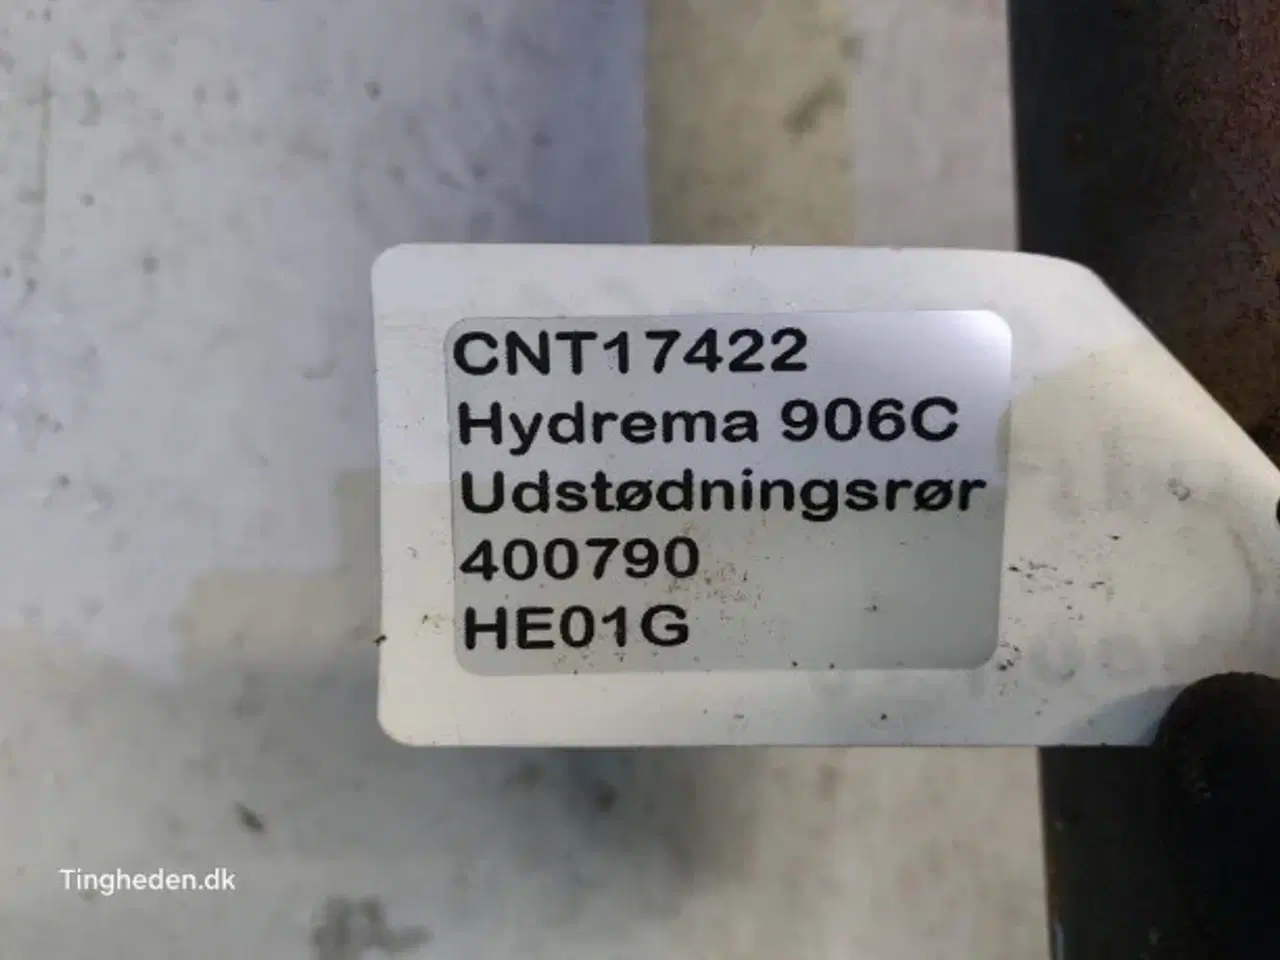 CNT17422
Hydrema 906C
Udstødningsrør
400790
HE01G
Tingheden.dk